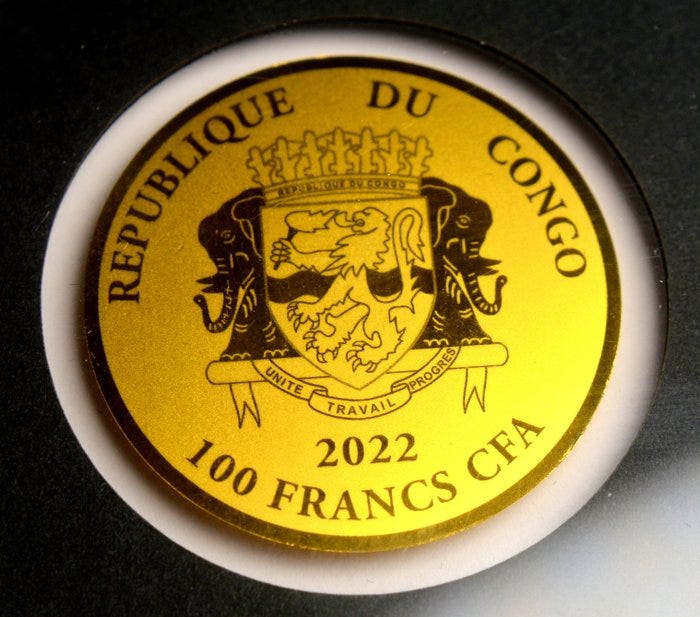 REPUBLIQUE DU CONGO
REPUBLIQUE DU CONGO
UNITE TRAVAIL PROGRES
2022
100 FRANCS CFA